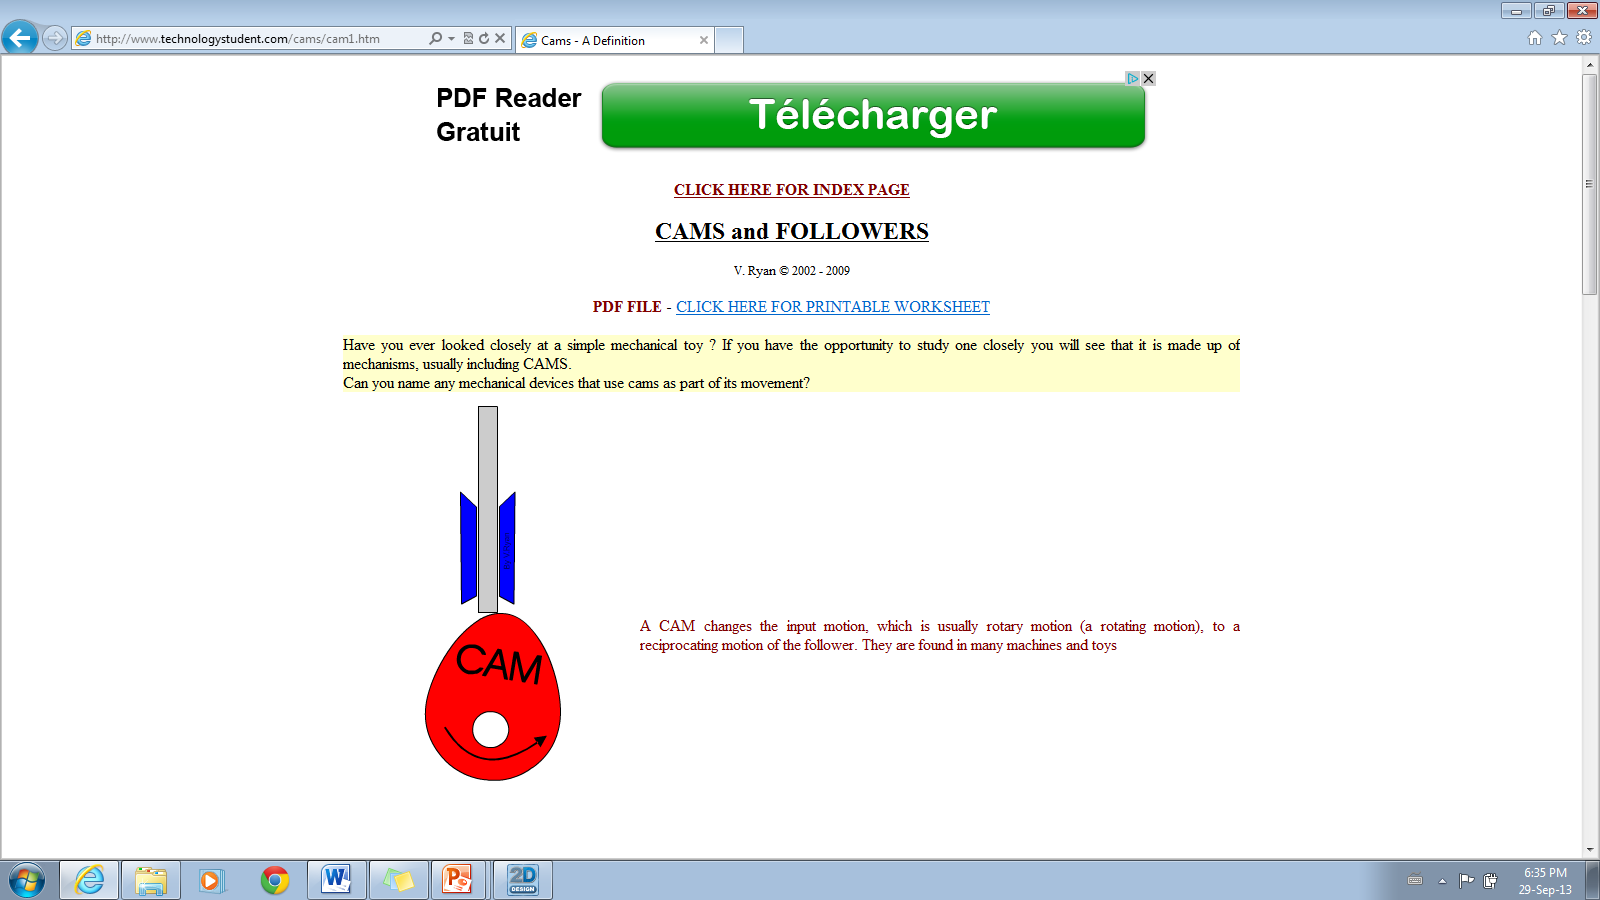 http://www.technologystudent.com/cams/cam1.htm
Cams - A Definition
PDF Reader
Gratuit
Télécharger
CLICK HERE FOR INDEX PAGE
CAMS and FOLLOWERS
V. Ryan © 2002 - 2009
PDF FILE - CLICK HERE FOR PRINTABLE WORKSHEET
Have you ever looked closely at a simple mechanical toy ? If you have the opportunity to study one closely you will see that it is made up of
mechanisms, usually including CAMS.
Can you name any mechanical devices that use cams as part of its movement?
CAM
A CAM changes the input motion, which is usually rotary motion (a rotating motion), to a
reciprocating motion of the follower. They are found in many machines and toys
W
P
2D
DESIGN
6:35 PM
29-Sep-13